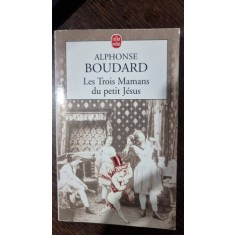 ALPHONSE
BOUDARD
Les Trois Mamans
du petit Jésus